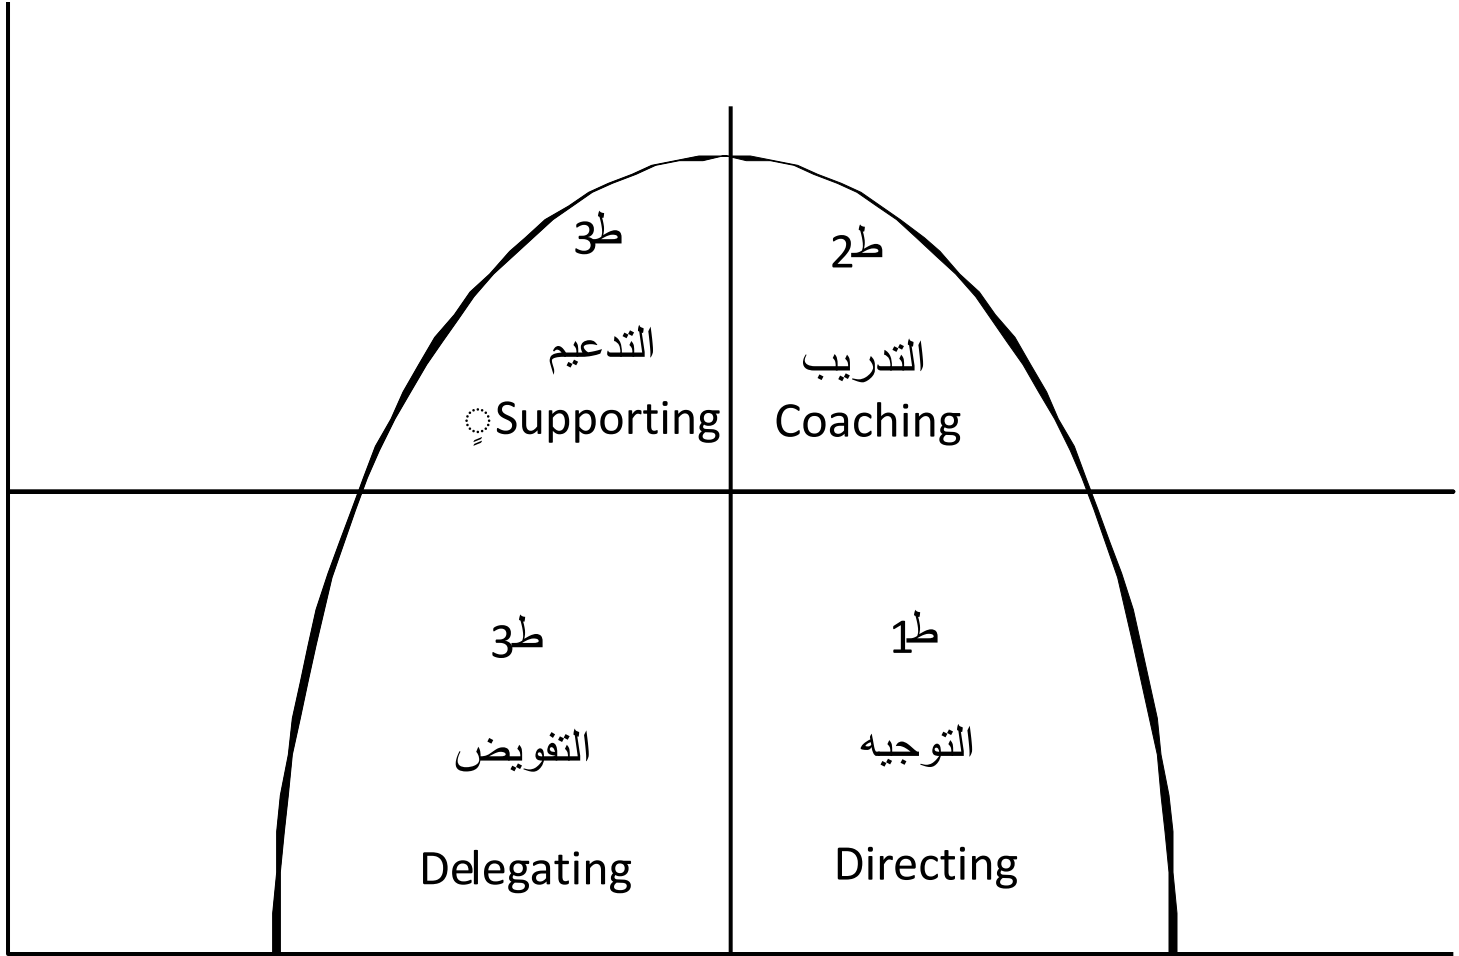 ط3
التدعيم
Supporting ٍ
ط2
التدريب
Coaching
ط3
التفويض
Delegating
ط1
التوجيه
Directing